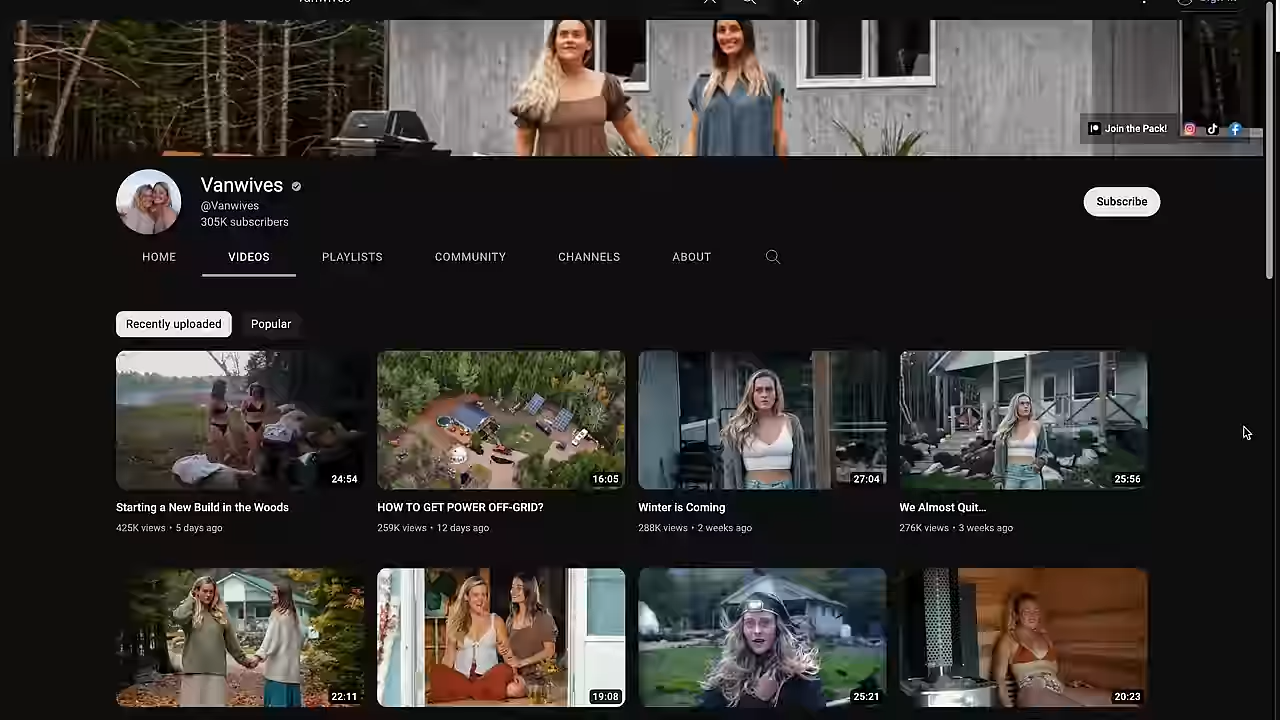 Vanwives
Join the Pack!
Vanwives
@Vanwives
305K subscribers
Subscribe
HOME
VIDEOS
PLAYLISTS
COMMUNITY
CHANNELS
ABOUT
Recently uploaded
Popular
24:54
16:05
27:04
25:56
Starting a New Build in the Woods
HOW TO GET POWER OFF-GRID?
Winter is Coming
We Almost Quit...
425K views • 5 days ago
259K views • 12 days ago
288K views • 2 weeks ago
276K views • 3 weeks ago
22:11
19:08
25:21
20:23